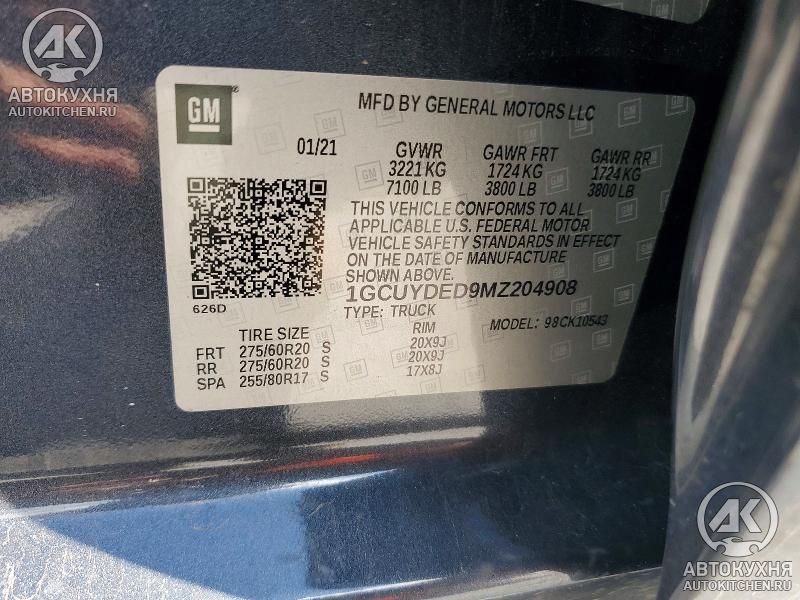 АК
АВТОКУХНЯ
AUTOKITCHEN.RU
GM
MFD BY GENERAL MOTORS LLC
01/21
GVWR GAWR FRT GAWR RR
3221 KG 1724 KG 1724 KG
7100 LB 3800 LB 3800 LB
THIS VEHICLE CONFORMS TO ALL
APPLICABLE U.S. FEDERAL MOTOR
VEHICLE SAFETY STANDARDS IN EFFECT
ON THE DATE OF MANUFACTURE
SHOWN ABOVE.
626D
1GCUYDED9MZ204908
TYPE: TRUCK
MODEL: 98CK10543
TIRE SIZE RIM
FRT 275/60R20 S 20X9J
RR 275/60R20 S 20X9J
SPA 255/80R17 S 17X8J
АК
АВТОКУХНЯ
AUTOKITCHEN.RU